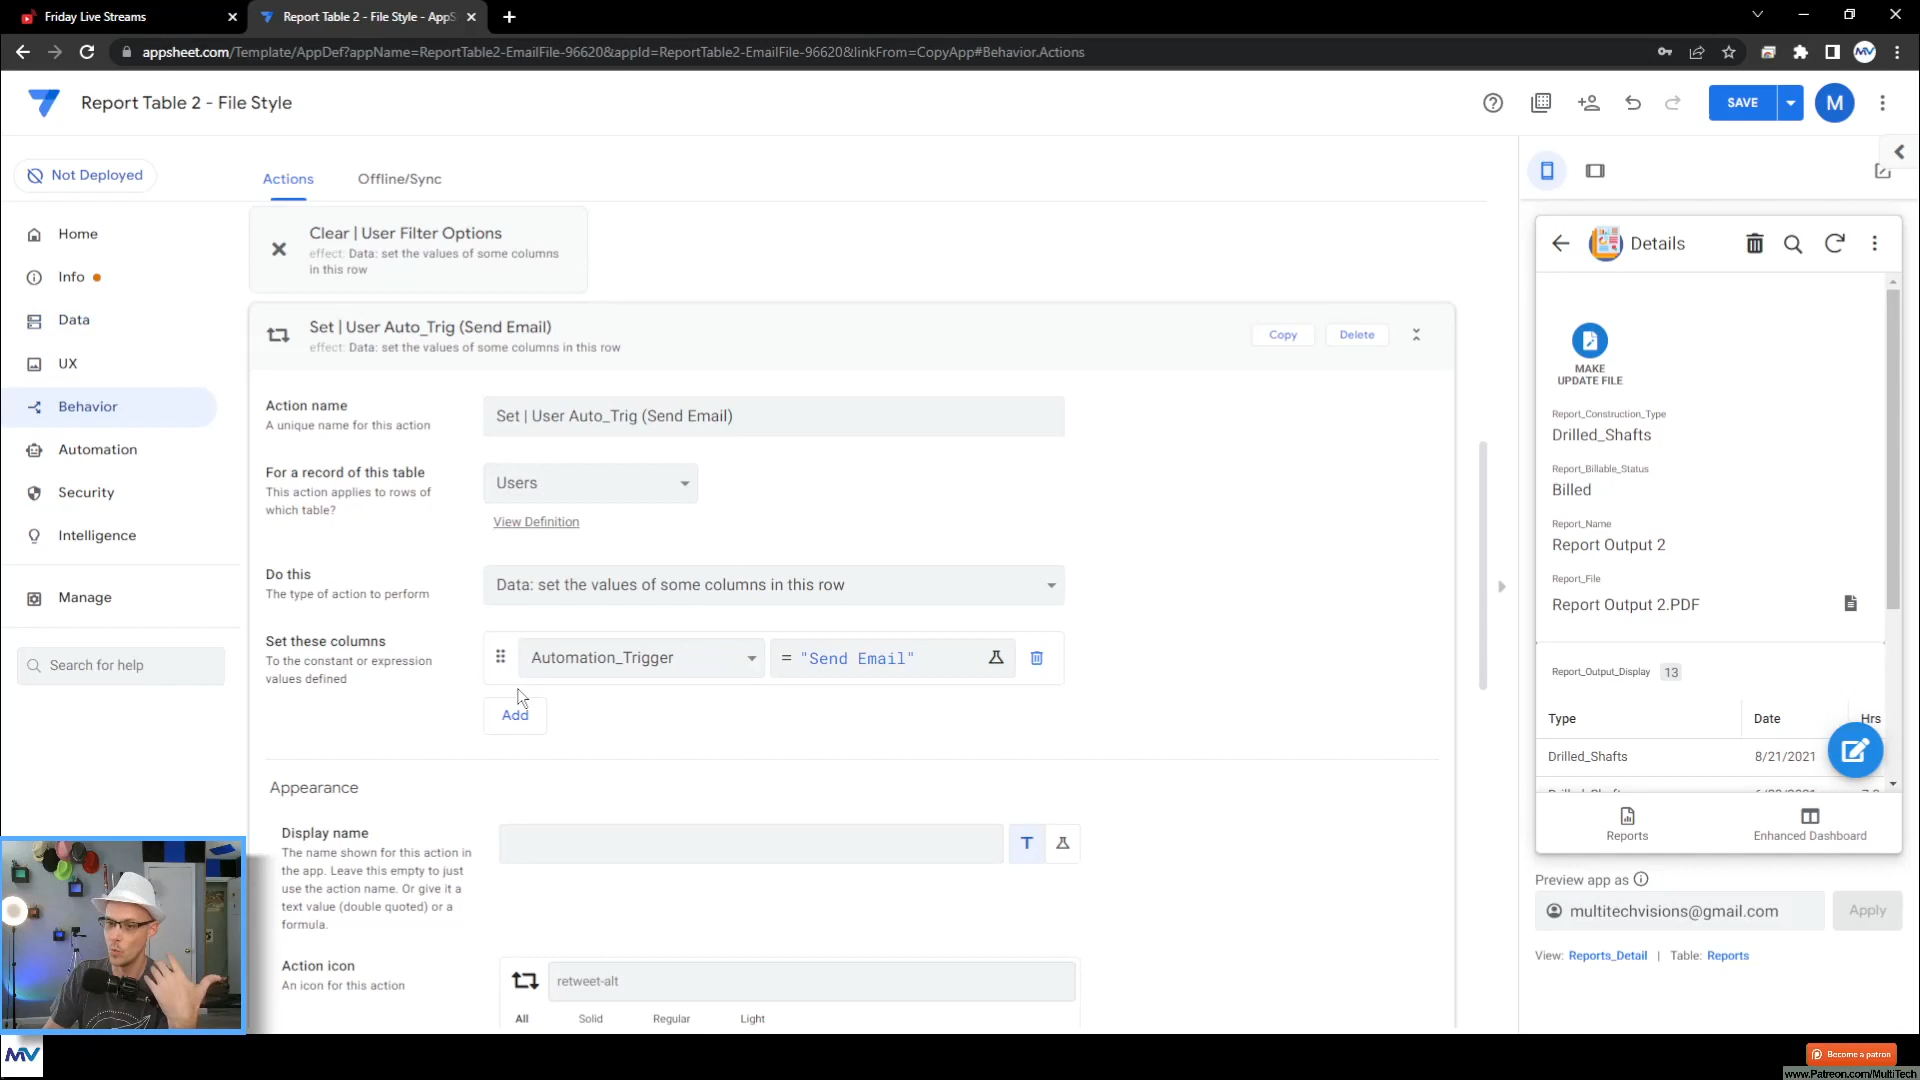 Friday Live Streams
Report Table 2 - File Style - AppS
appsheet.com/Template/AppDef?appName=ReportTable2-EmailFile-96620&appId=ReportTable2-EmailFile-96620&linkFrom=CopyApp#Behavior.Actions
MV
Report Table 2 - File Style
SAVE
M
Not Deployed
Actions
Offline/Sync
Home
Info
Data
UX
Behavior
Automation
Security
Intelligence
Manage
Search for help
Clear | User Filter Options
effect: Data: set the values of some columns
in this row
Set | User Auto_Trig (Send Email)
effect: Data: set the values of some columns in this row
Copy
Delete
Action name
A unique name for this action
Set | User Auto_Trig (Send Email)
For a record of this table
This action applies to rows of
which table?
Users
View Definition
Do this
The type of action to perform
Data: set the values of some columns in this row
Set these columns
To the constant or expression
values defined
Automation_Trigger
= "Send Email"
Add
Appearance
Display name
The name shown for this action in
the app. Leave this empty to just
use the action name. Or give it a
text value (double quoted) or a
formula.
T
Action icon
An icon for this action
retweet-alt
All
Solid
Regular
Light
Details
MAKE
UPDATE FILE
Report_Construction_Type
Drilled_Shafts
Report_Billable_Status
Billed
Report_Name
Report Output 2
Report_File
Report Output 2.PDF
Report_Output_Display 13
Type
Date
Hrs
Drilled_Shafts
8/21/2021
Reports
Enhanced Dashboard
Preview app as
multitechvisions@gmail.com
Apply
View: Reports_Detail | Table: Reports
MV
Become a patron
www.Patreon.com/MultiTech